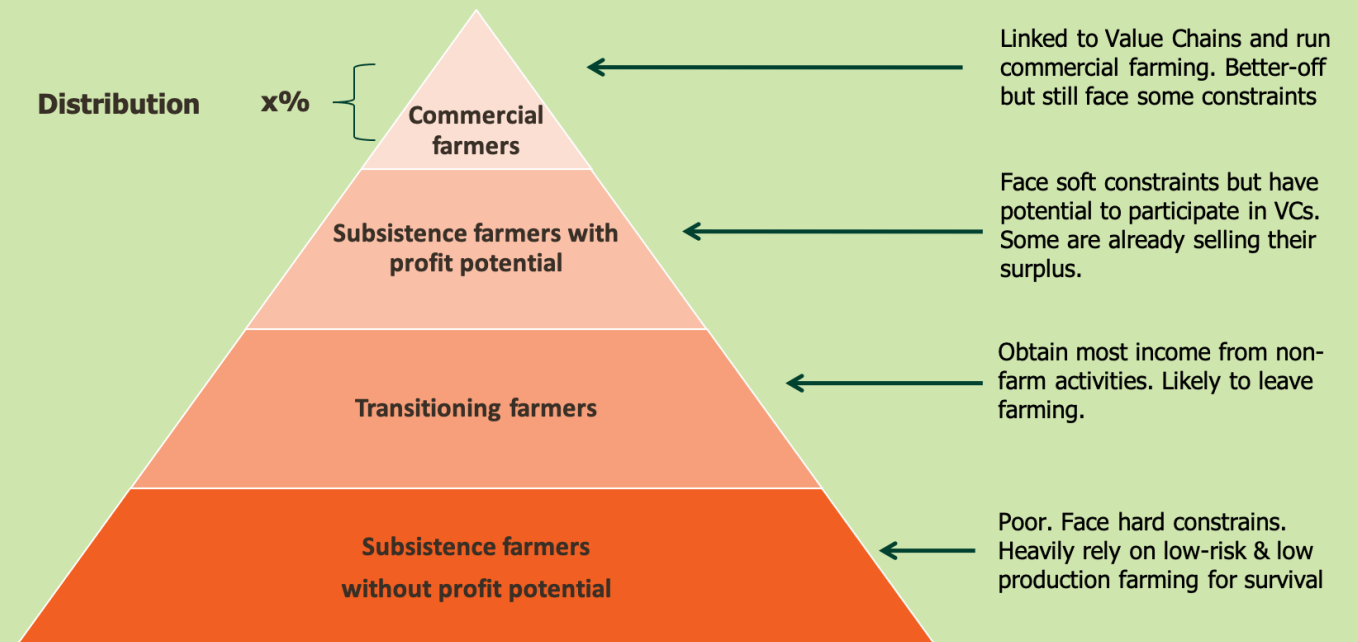 Distribution
x%
Commercial
farmers
Linked to Value Chains and run
commercial farming. Better-off
but still face some constraints
Subsistence farmers with
profit potential
Face soft constraints but have
potential to participate in VCs.
Some are already selling their
surplus.
Transitioning farmers
Obtain most income from non-
farm activities. Likely to leave
farming.
Subsistence farmers
without profit potential
Poor. Face hard constrains.
Heavily rely on low-risk & low
production farming for survival